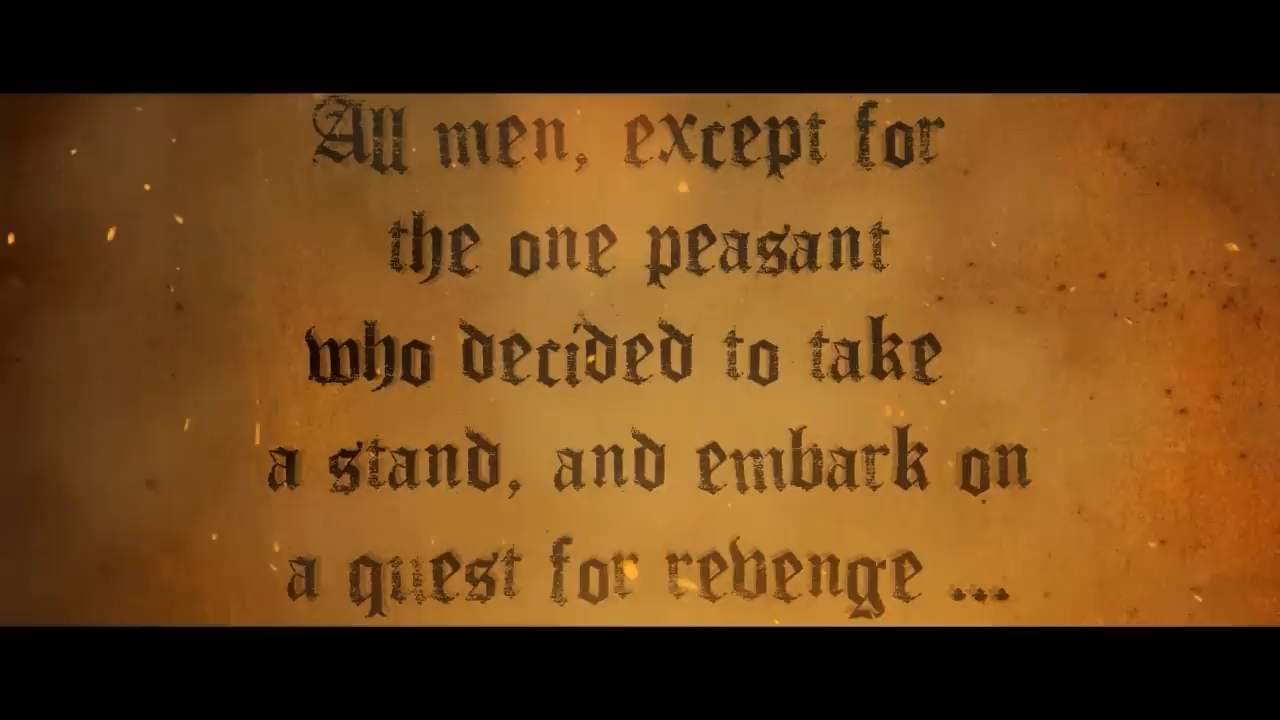 All men, except for
the one peasant
who decided to take
a stand, and embark on
a quest for revenge ...